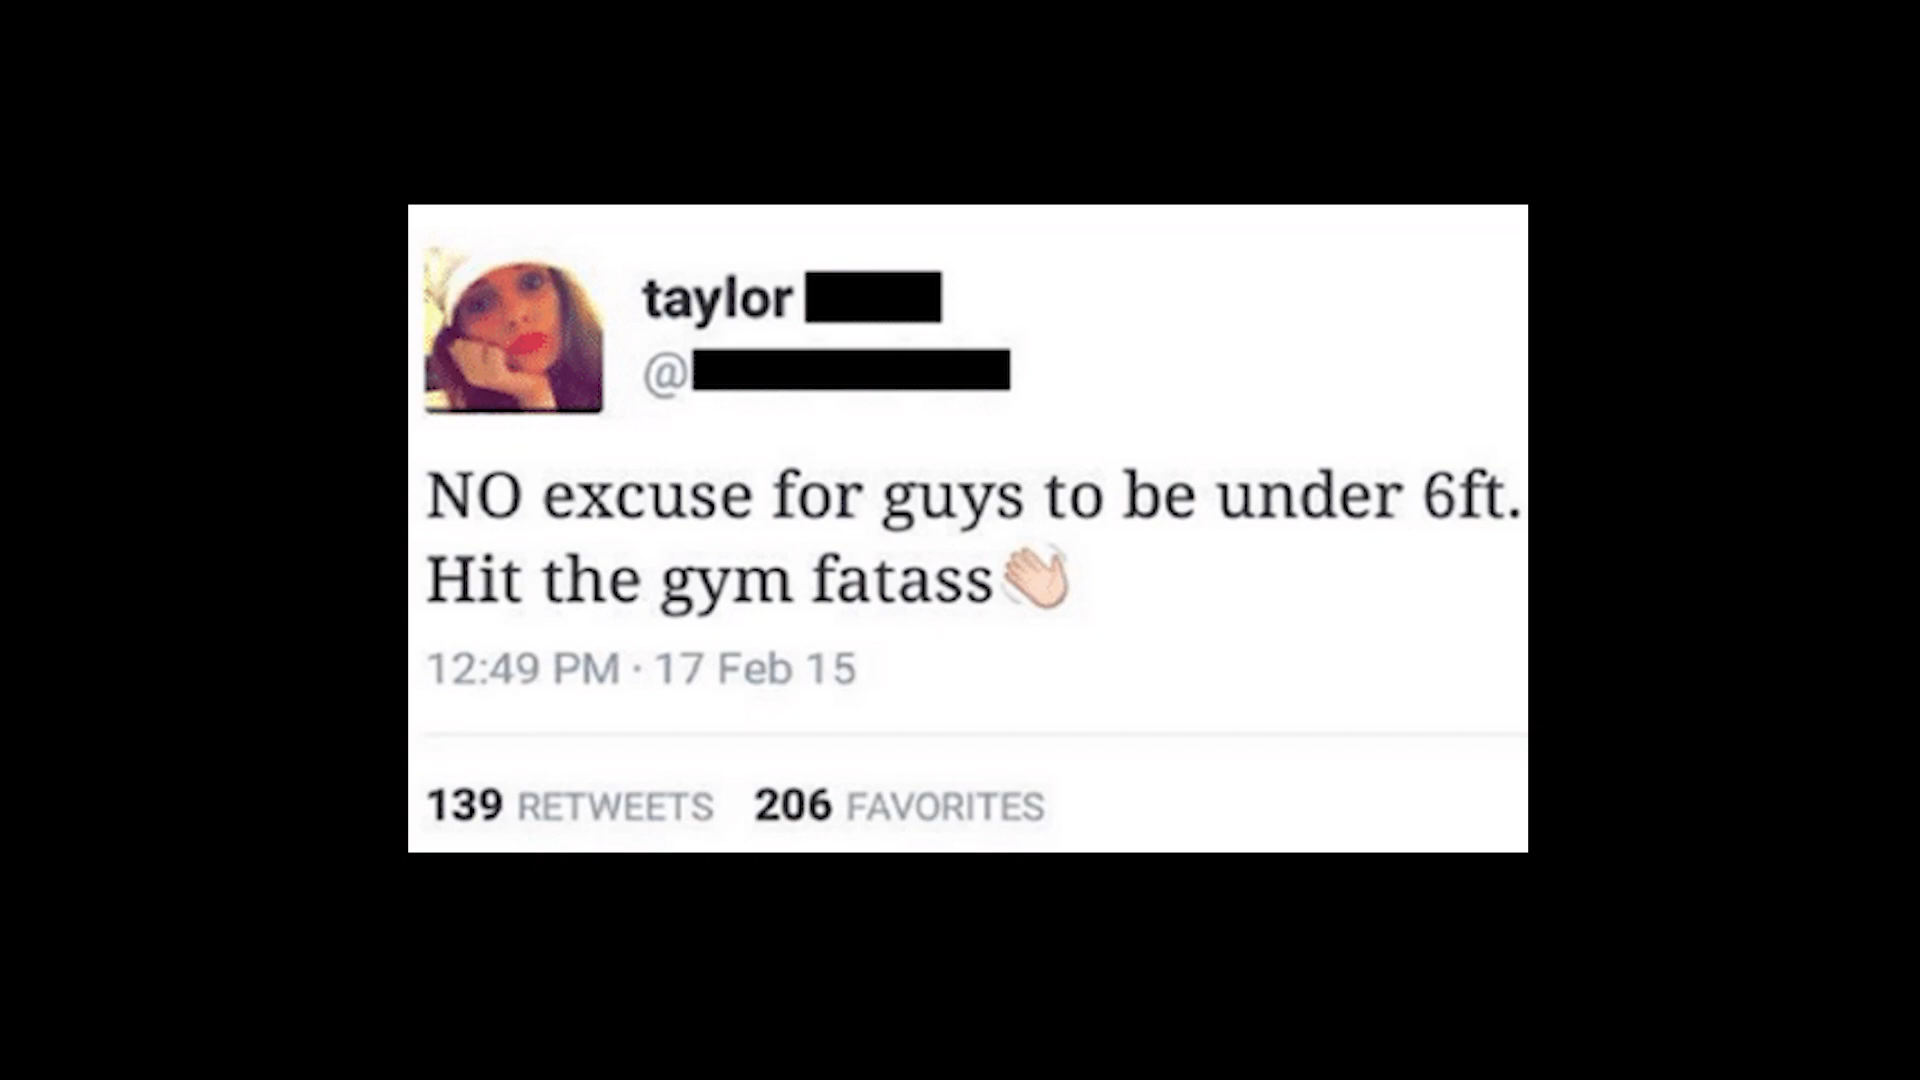 taylor
@
NO excuse for guys to be under 6ft.
Hit the gym fatass👋🏻
12:49 PM · 17 Feb 15
139 RETWEETS 206 FAVORITES